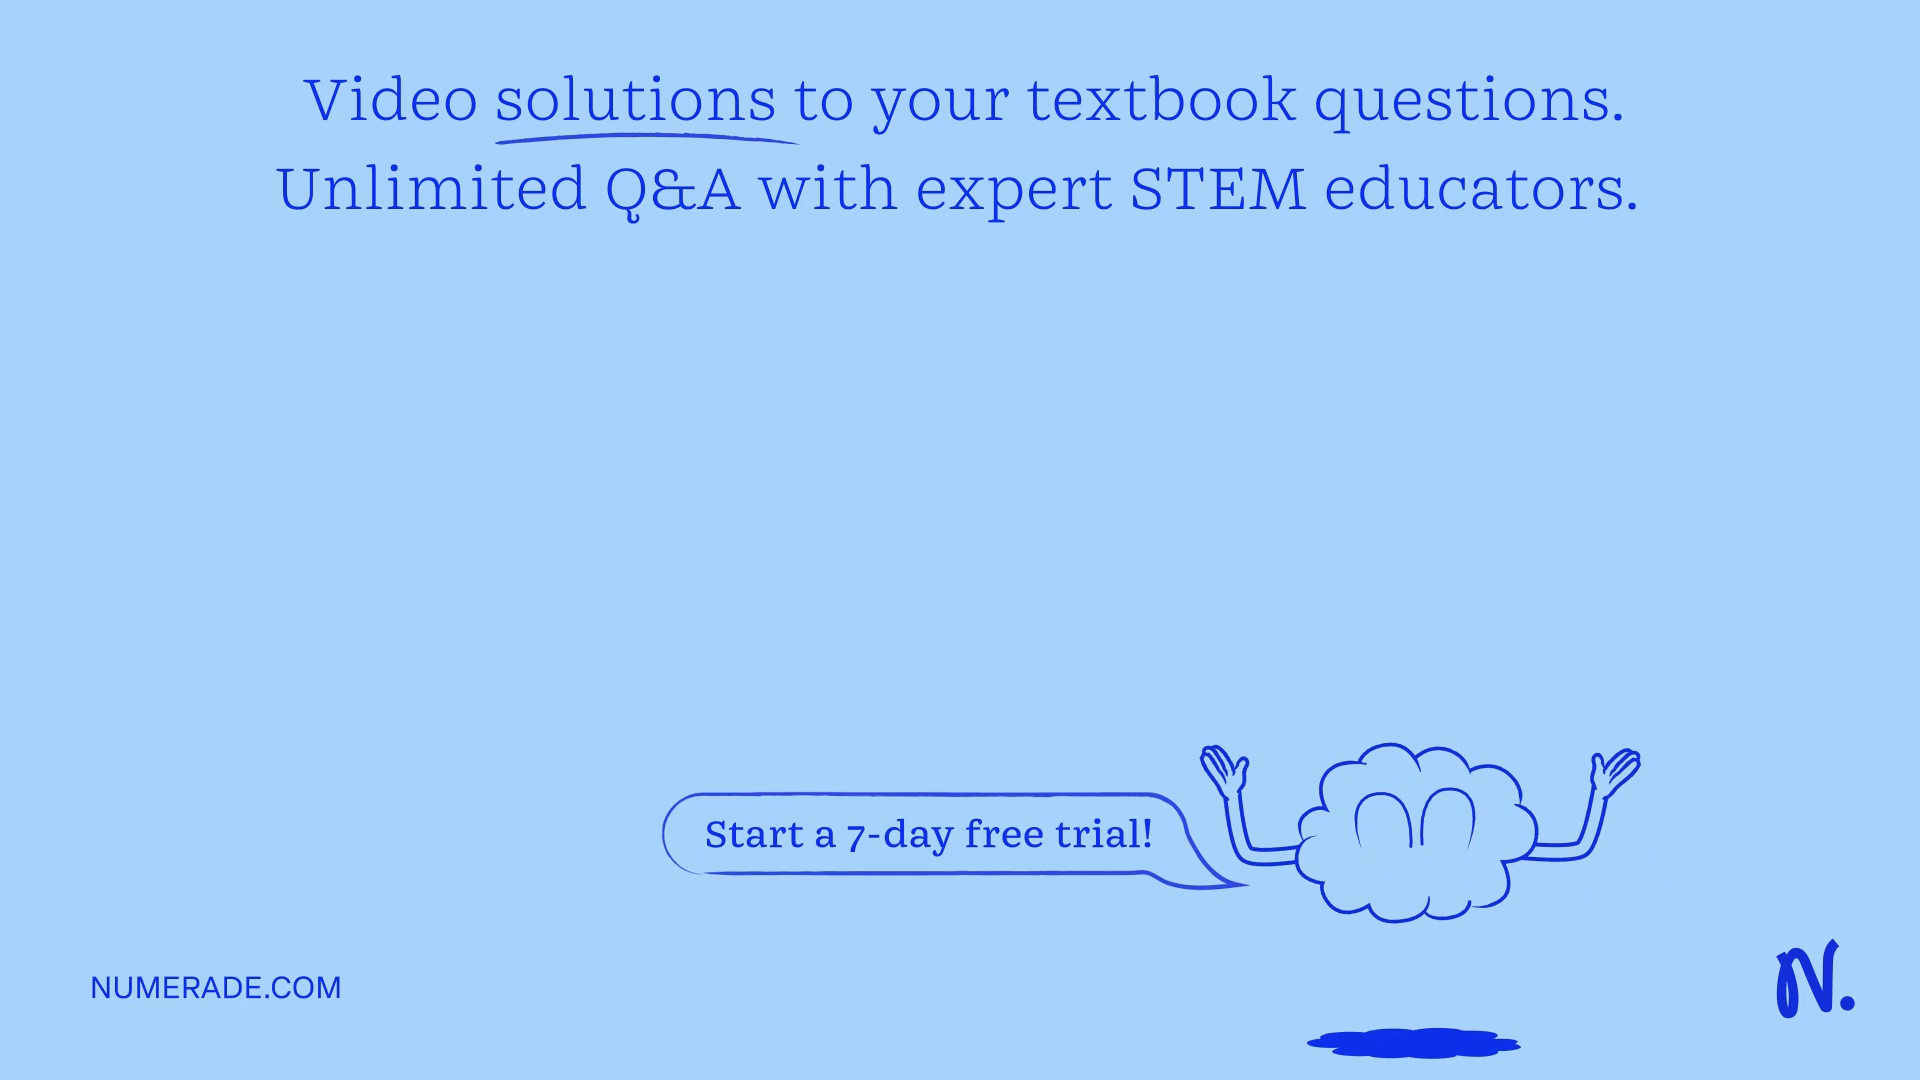 Video solutions to your textbook questions.
Unlimited Q&A with expert STEM educators.
Start a 7-day free trial!
NUMERADE.COM
N.